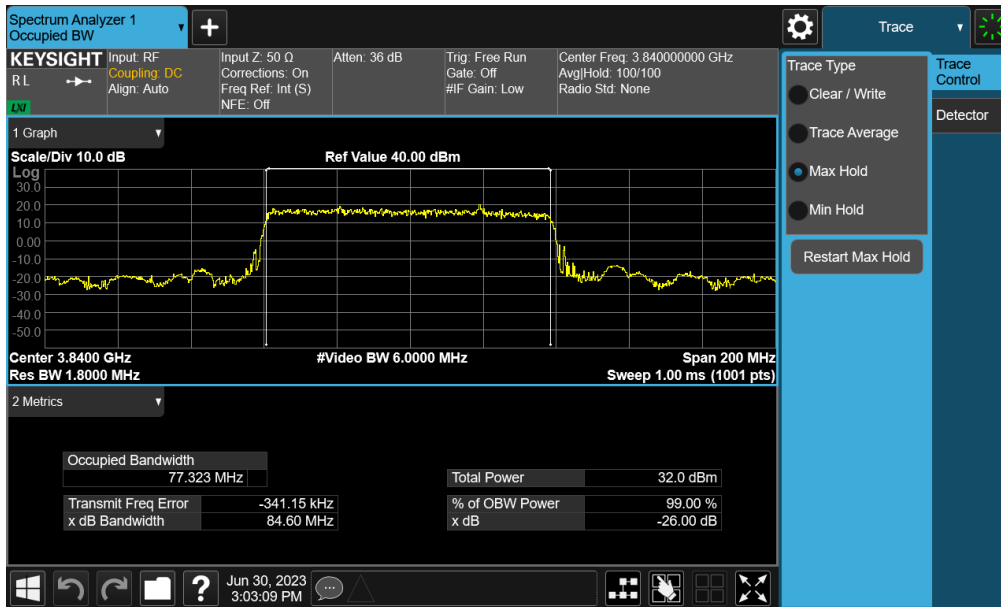 Spectrum Analyzer 1
Occupied BW
+
Trace
KEYSIGHT
R L
LXI
Input: RF
Coupling: DC
Align: Auto
Input Z: 50 Ω
Corrections: On
Freq Ref: Int (S)
NFE: Off
Atten: 36 dB
Trig: Free Run
Gate: Off
#IF Gain: Low
Center Freq: 3.840000000 GHz
Avg|Hold: 100/100
Radio Std: None
Trace Type
Clear / Write
Trace Average
Max Hold
Min Hold
Restart Max Hold
Trace
Control
Detector
1 Graph
Scale/Div 10.0 dB
Ref Value 40.00 dBm
Log
30.0
20.0
10.0
0.00
-10.0
-20.0
-30.0
-40.0
-50.0
Center 3.8400 GHz
#Video BW 6.0000 MHz
Span 200 MHz
Res BW 1.8000 MHz
Sweep 1.00 ms (1001 pts)
2 Metrics
Occupied Bandwidth
77.323 MHz
Total Power 32.0 dBm
Transmit Freq Error -341.15 kHz
% of OBW Power 99.00 %
x dB Bandwidth 84.60 MHz
x dB -26.00 dB
?
Jun 30, 2023
3:03:09 PM